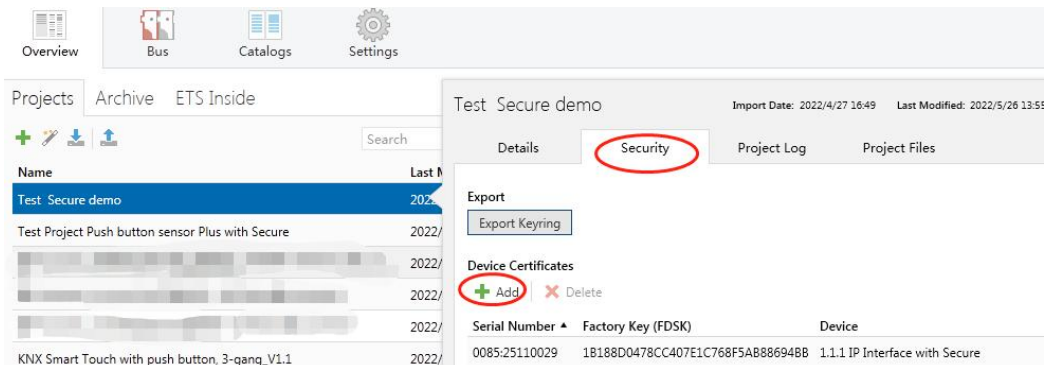 Overview Bus Catalogs Settings
Projects Archive ETS Inside
Search
Name Last
Test Secure demo 202
Test Project Push button sensor Plus with Secure 2022/
2022/
2022/
2022/
KNX Smart Touch with push button, 3-gang_V1.1 2022/
Test Secure demo Import Date: 2022/4/27 16:49 Last Modified: 2022/5/26 13:55
Details Security Project Log Project Files
Export
Export Keyring
Device Certificates
Add Delete
Serial Number Factory Key (FDSK) Device
0085:25110029 1B188D0478CC407E1C768F5AB88694BB 1.1.1 IP Interface with Secure